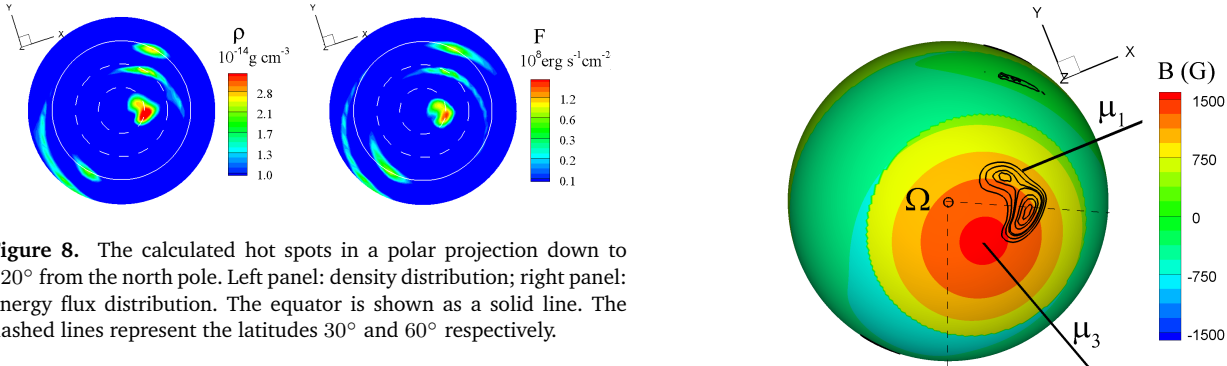 Y
X
Z
ρ
10-14g cm-3
2.8
2.1
1.7
1.3
1.0
Y
X
Z
F
108erg s-1cm-2
1.2
0.6
0.3
0.2
0.1
igure 8. The calculated hot spots in a polar projection down to
20° from the north pole. Left panel: density distribution; right panel:
nergy flux distribution. The equator is shown as a solid line. The
ashed lines represent the latitudes 30° and 60° respectively.
Y
X
Z
B (G)
1500
750
0
-750
-1500
μ1
Ω
μ3